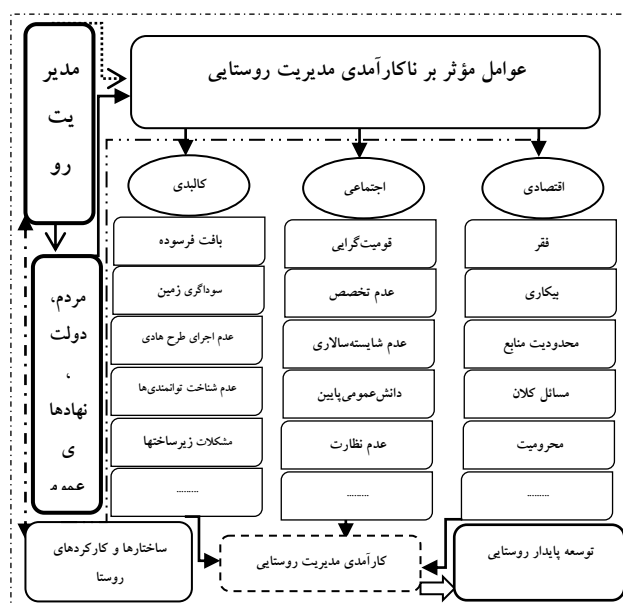 عوامل مؤثر بر ناکارآمدی مدیریت روستایی
مدیر
یت
رو
مردم،
دولت
،
نهادها
ی
عموم
کالبدی
بافت فرسوده
سوداگری زمین
عدم اجرای طرح هادی
عدم شناخت توانمندی‌ها
مشکلات زیرساختها
.........
اجتماعی
قومیت‌گرایی
عدم تخصص
عدم شایسته‌سالاری
دانش‌عمومی‌پایین
عدم نظارت
.........
اقتصادی
فقر
بیکاری
محدودیت منابع
مسائل کلان
محرومیت
.........
ساختارها و کارکردهای
روستا
کارآمدی مدیریت روستایی
توسعه پایدار روستایی